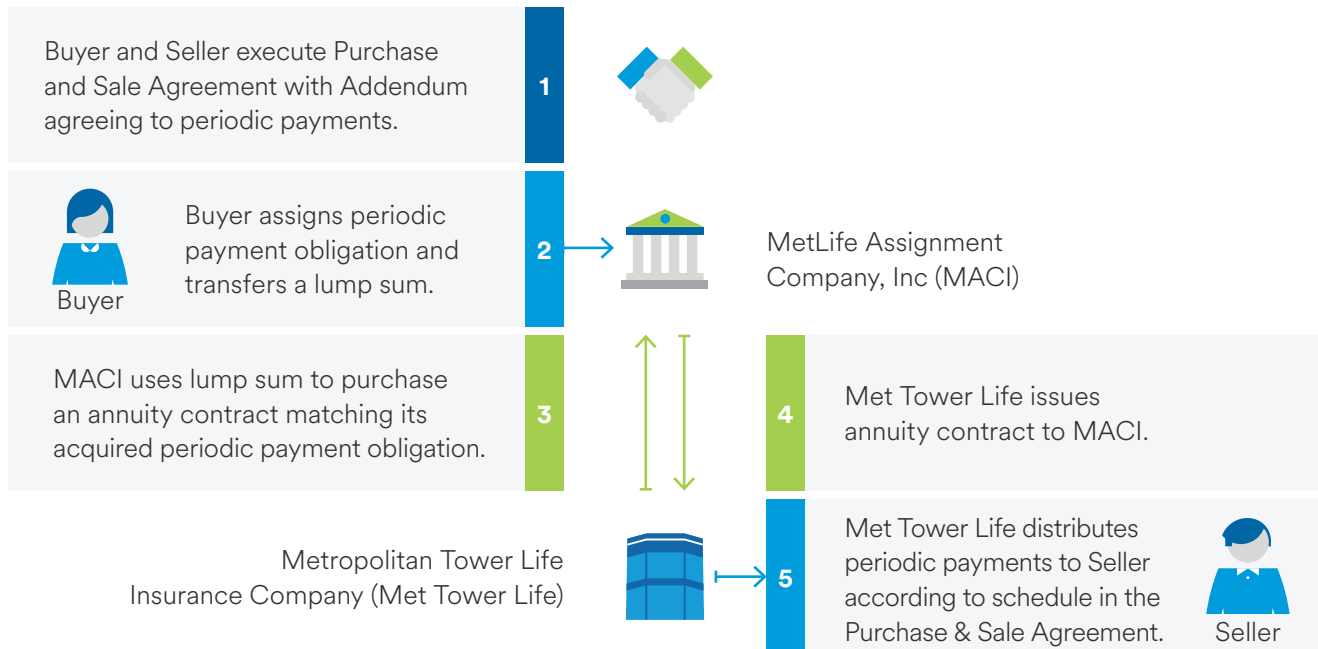 Buyer and Seller execute Purchase
and Sale Agreement with Addendum
agreeing to periodic payments.
1
Buyer
Buyer assigns periodic
payment obligation and
transfers a lump sum.
2
MetLife Assignment
Company, Inc (MACI)
MACI uses lump sum to purchase
an annuity contract matching its
acquired periodic payment obligation.
3
4
Met Tower Life issues
annuity contract to MACI.
Metropolitan Tower Life
Insurance Company (Met Tower Life)
5
Met Tower Life distributes
periodic payments to Seller
according to schedule in the
Purchase & Sale Agreement.
Seller